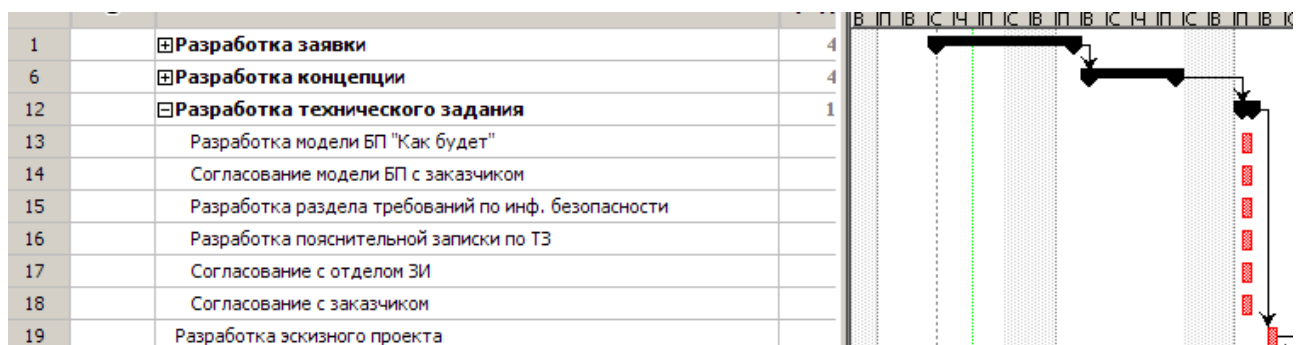 В П В С Ч П С В П В С Ч П С В П В С
1 Разработка заявки 4
6 Разработка концепции 4
12 Разработка технического задания 1
13 Разработка модели БП "Как будет"
14 Согласование модели БП с заказчиком
15 Разработка раздела требований по инф. безопасности
16 Разработка пояснительной записки по ТЗ
17 Согласование с отделом ЗИ
18 Согласование с заказчиком
19 Разработка эскизного проекта